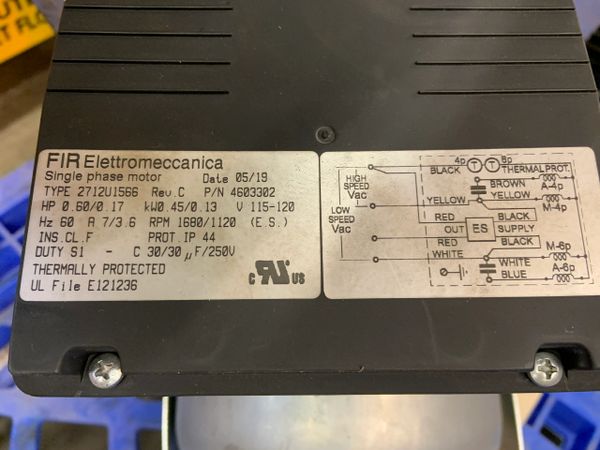 FIR Elettromeccanica
Single phase motor Date 05/19
TYPE 2712U1566 Rev.C P/N 4603302
HP 0.60/0.17 kW0.45/0.13 V 115-120
Hz 60 A 7/3.6 RPM 1680/1120 (E.S.)
INS.CL.F PROT.IP 44
DUTY S1 - C 30/30 µF/250V
THERMALLY PROTECTED
UL File E121236
C US
4p 6p
T T
BLACK THERMALPROT.
HIGH SPEED Vac
BROWN A-4p
YELLOW YELLOW M-4p
LOW SPEED Vac
RED BLACK
OUT ES SUPPLY
RED BLACK
WHITE M-6p
WHITE
BLUE A-6p